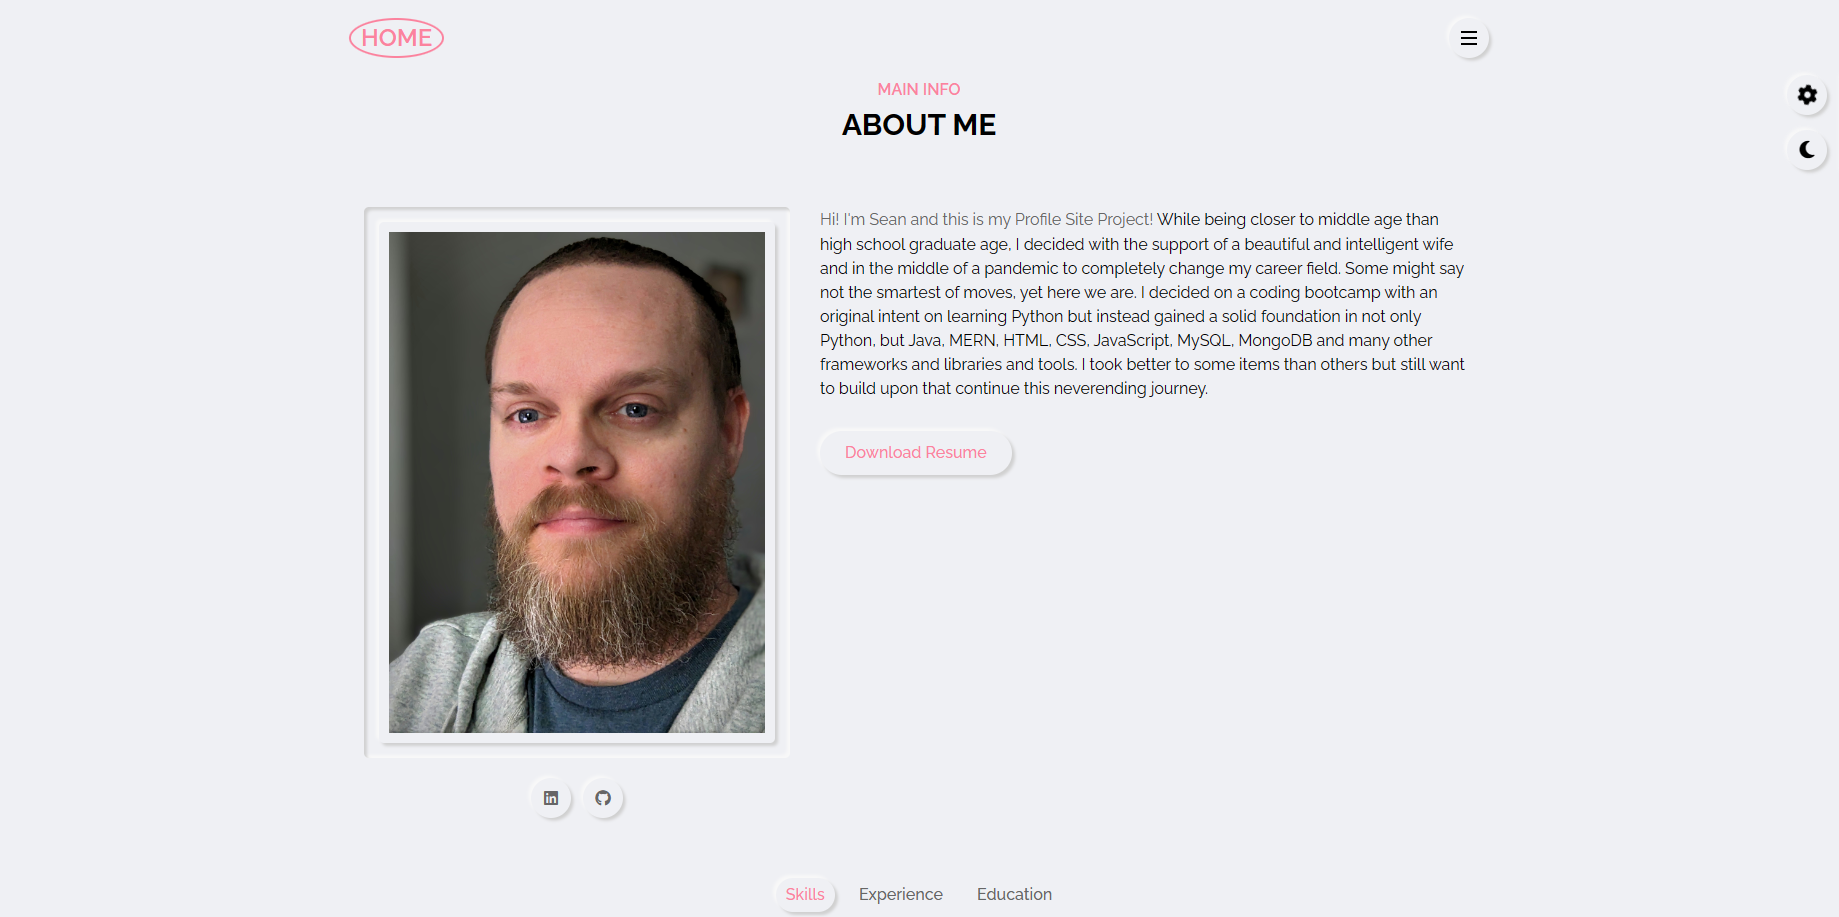 HOME
MAIN INFO
ABOUT ME
Hi! I'm Sean and this is my Profile Site Project! While being closer to middle age than
high school graduate age, I decided with the support of a beautiful and intelligent wife
and in the middle of a pandemic to completely change my career field. Some might say
not the smartest of moves, yet here we are. I decided on a coding bootcamp with an
original intent on learning Python but instead gained a solid foundation in not only
Python, but Java, MERN, HTML, CSS, JavaScript, MySQL, MongoDB and many other
frameworks and libraries and tools. I took better to some items than others but still want
to build upon that continue this neverending journey.
Download Resume
in
Skills Experience Education